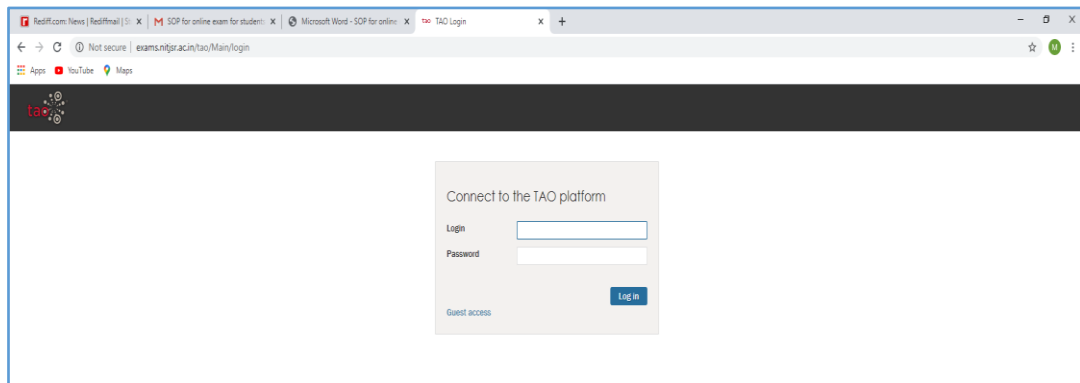 Rediff.com: News | Rediffmail | St X M SOP for online exam for students X Microsoft Word - SOP for online X TAO TAO Login X +
Not secure | exams.nitjsr.ac.in/tao/Main/login M
Apps YouTube Maps
tao
Connect to the TAO platform
Login
Password
Log in
Guest access